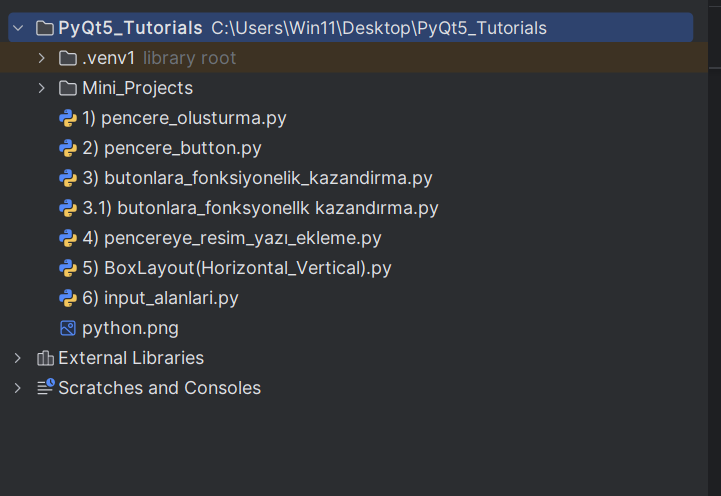 PyQt5_Tutorials C:\Users\Win11\Desktop\PyQt5_Tutorials
.venv1 library root
Mini_Projects
1) pencere_olusturma.py
2) pencere_button.py
3) butonlara_fonksiyonelik_kazandirma.py
3.1) butonlara_fonksyonellk kazandırma.py
4) pencereye_resim_yazı_ekleme.py
5) BoxLayout(Horizontal_Vertical).py
6) input_alanlari.py
python.png
External Libraries
Scratches and Consoles